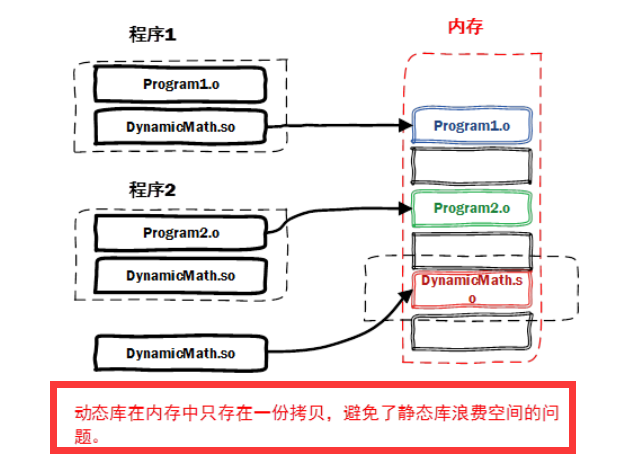 程序1
Program1.o
DynamicMath.so
程序2
Program2.o
DynamicMath.so
DynamicMath.so
内存
Program1.o
Program2.o
DynamicMath.s
o
动态库在内存中只存在一份拷贝，避免了静态库浪费空间的问
题。